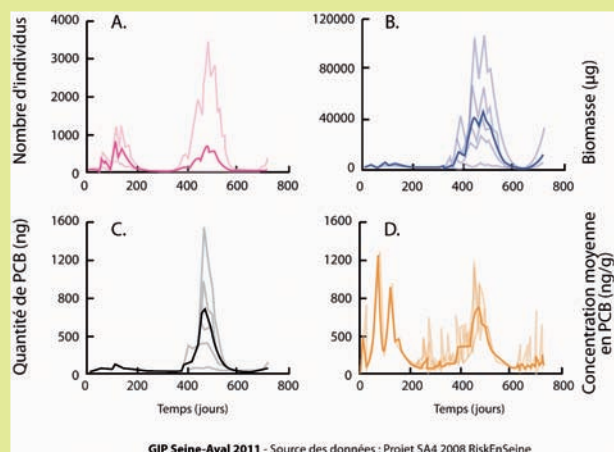 A.
B.
Nombre d'individus
4000
3000
2000
1000
0
0 200 400 600 800
120000
80000
40000
0
0 200 400 600 800
Biomasse (µg)
C.
D.
Quantité de PCB (ng)
1600
1200
800
500
0
0 200 400 600 800
Temps (jours)
1600
1200
800
500
0
0 200 400 600 800
Temps (jours)
Concentration moyenne
en PCB (ng/g)
GIP Seine-Aval 2011 - Source des données : Projet SA4 2008 RiskEnSeine